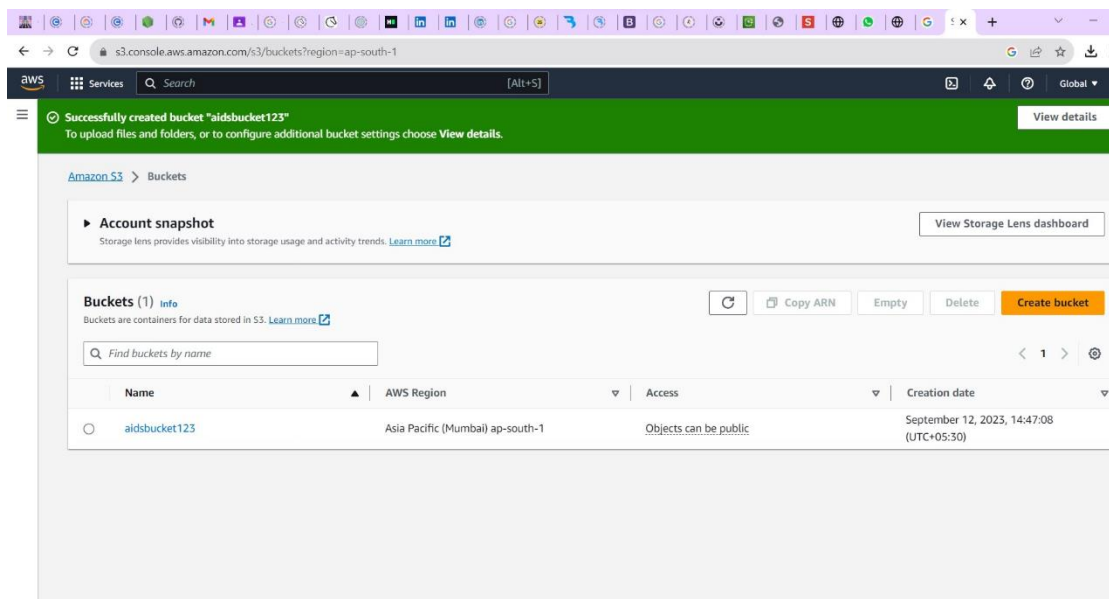 s3.console.aws.amazon.com/s3/buckets?region=ap-south-1
aws Services Search [Alt+S] Global
Successfully created bucket "aidsbucket123" View details
To upload files and folders, or to configure additional bucket settings choose View details.
Amazon S3 > Buckets
Account snapshot View Storage Lens dashboard
Storage lens provides visibility into storage usage and activity trends. Learn more
Buckets (1) Info Copy ARN Empty Delete Create bucket
Buckets are containers for data stored in S3. Learn more
Find buckets by name < 1 >
Name AWS Region Access Creation date
aidsbucket123 Asia Pacific (Mumbai) ap-south-1 Objects can be public September 12, 2023, 14:47:08
(UTC+05:30)